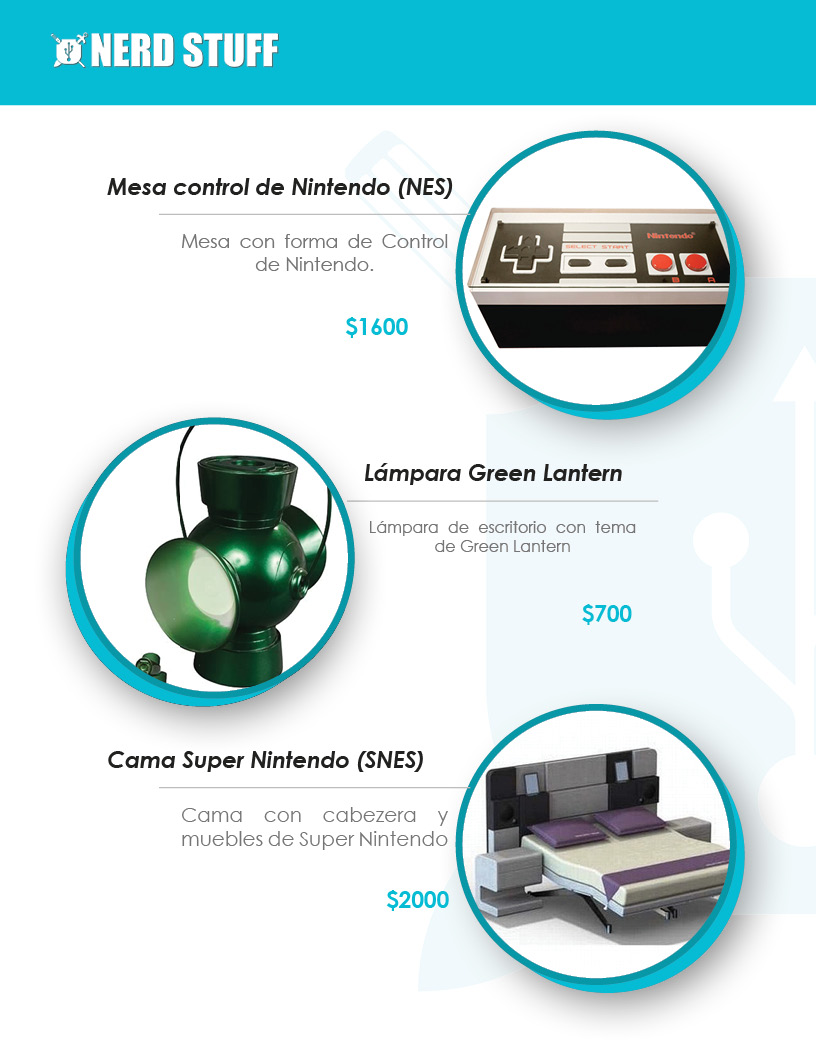 NERD STUFF
Mesa control de Nintendo (NES)
Mesa con forma de Control
de Nintendo.
$1600
Nintendo
SELECT START
B A
Lámpara Green Lantern
Lámpara de escritorio con tema
de Green Lantern
$700
Cama Super Nintendo (SNES)
Cama con cabezera y
muebles de Super Nintendo
$2000